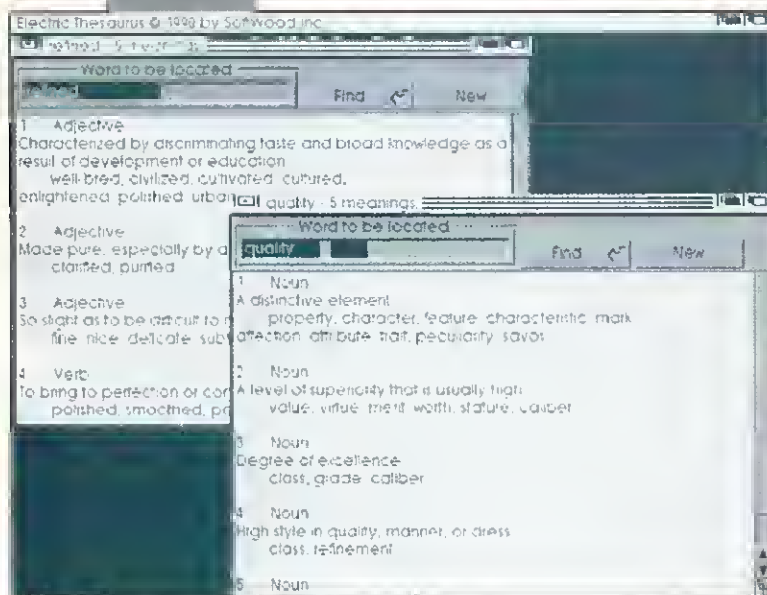 Electric Thesaurus © 1990 by SoftWood, Inc.
refined - 5 meanings
Word to be located
Find
New
1 Adjective
Characterized by discriminating taste and broad knowledge as a
result of development or education
well-bred, civilized, cultivated, cultured,
enlightened, polished, urban
2 Adjective
Made pure, especially by
clarified, purified
3 Adjective
So slight as to be difficult to
fine, nice, delicate,
4 Verb
To bring to perfection or
polished, smoothed,
quality - 5 meanings
Word to be located
quality
Find
New
1 Noun
A distinctive element
property, character, feature, characteristic, mark
affection, attribute, trait, peculiarity, savor
2 Noun
A level of superiority that is usually high
value, virtue, merit, worth, stature, caliber
3 Noun
Degree of excellence
class, grade, caliber
4 Noun
High style in quality, manner, or dress
class, refinement
5 Noun